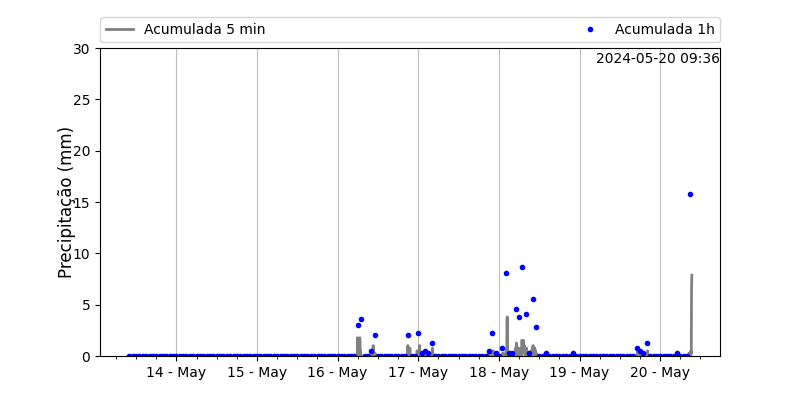 Acumulada 5 min
Acumulada 1h
2024-05-20 09:36
Precipitação (mm)
30
25
20
15
10
5
0
14 - May
15 - May
16 - May
17 - May
18 - May
19 - May
20 - May